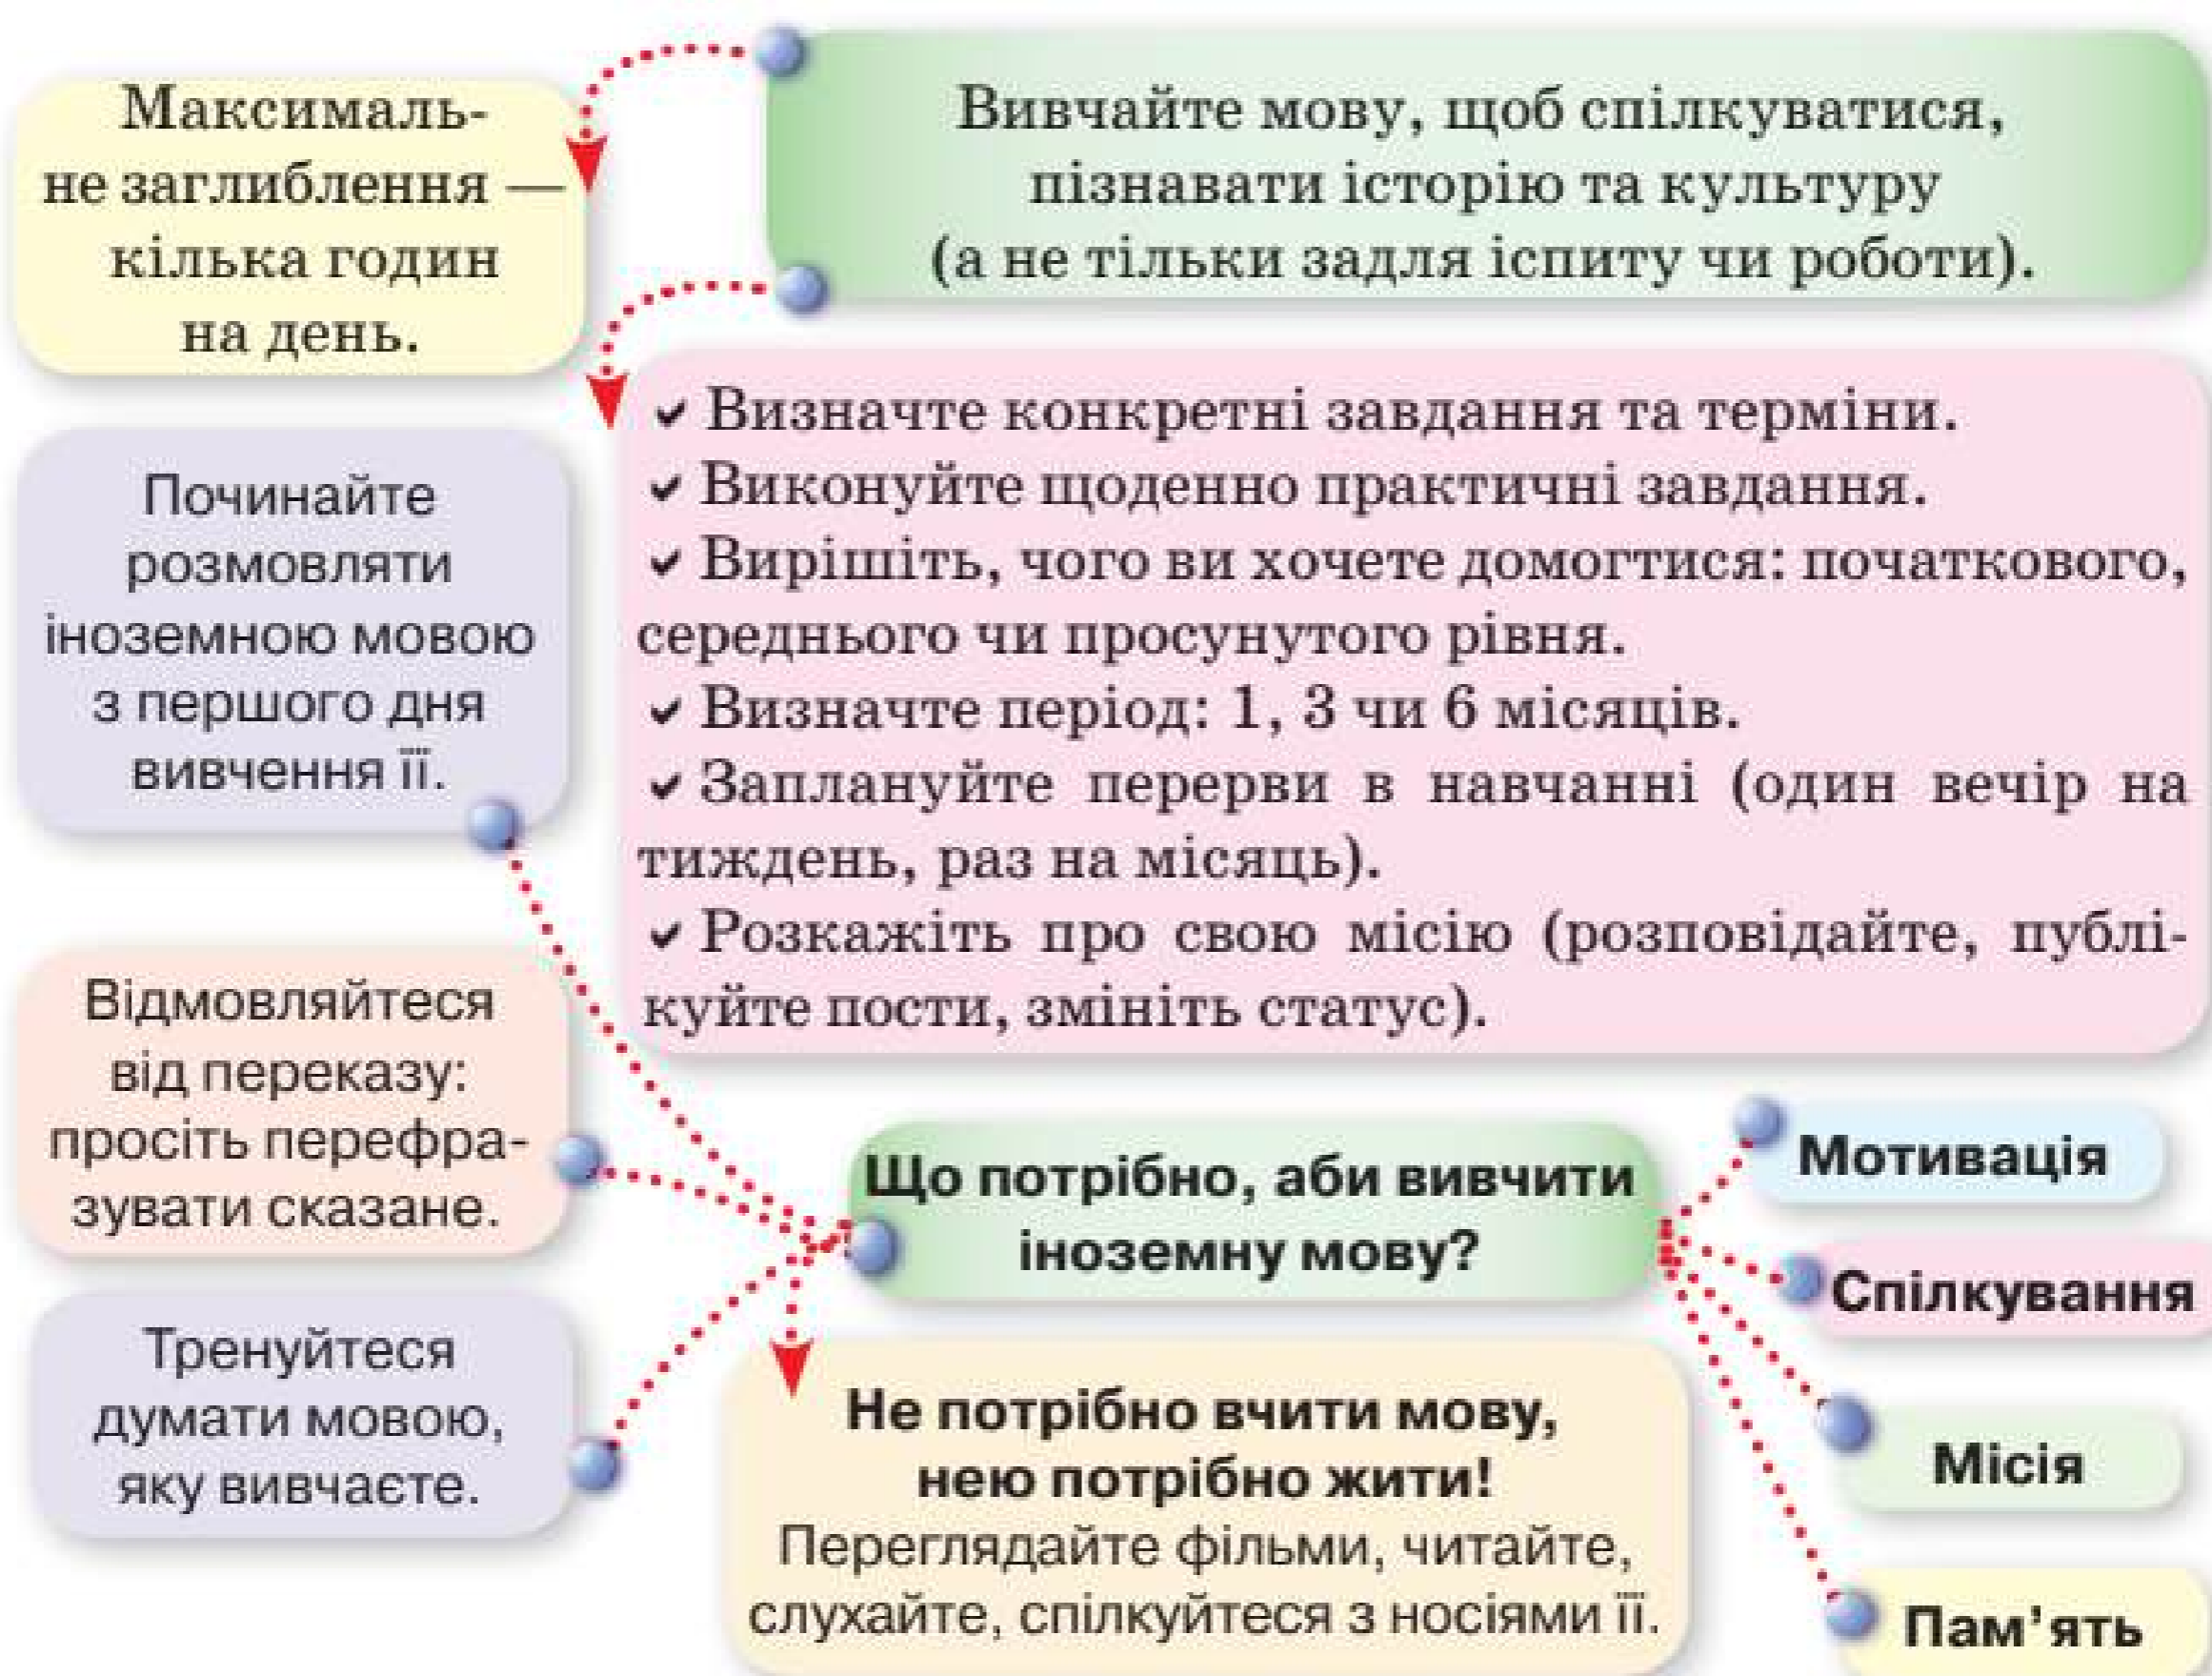 Максималь-
не заглиблення —
кілька годин
на день.
Вивчайте мову, щоб спілкуватися,
пізнавати історію та культуру
(а не тільки задля іспиту чи роботи).
Починайте
розмовляти
іноземною мовою
з першого дня
вивчення її.
✓ Визначте конкретні завдання та терміни.
✓ Виконуйте щоденно практичні завдання.
✓ Вирішіть, чого ви хочете домогтися: початкового,
середнього чи просунутого рівня.
✓ Визначте період: 1, 3 чи 6 місяців.
✓ Заплануйте перерви в навчанні (один вечір на
тиждень, раз на місяць).
✓ Розкажіть про свою місію (розповідайте, публі-
куйте пости, змініть статус).
Відмовляйтеся
від переказу:
просіть перефра-
зувати сказане.
Тренуйтеся
думати мовою,
яку вивчаєте.
Що потрібно, аби вивчити
іноземну мову?
Не потрібно вчити мову,
нею потрібно жити!
Переглядайте фільми, читайте,
слухайте, спілкуйтеся з носіями її.
Мотивація
Спілкування
Місія
Пам’ять